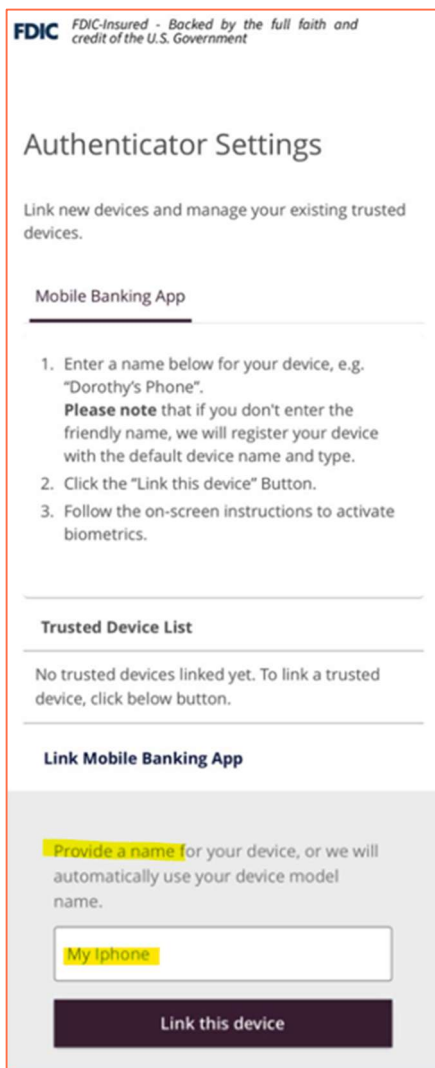 FDIC FDIC-Insured - Backed by the full faith and
credit of the U.S. Government
Authenticator Settings
Link new devices and manage your existing trusted
devices.
Mobile Banking App
1. Enter a name below for your device, e.g.
“Dorothy’s Phone”.
Please note that if you don't enter the
friendly name, we will register your device
with the default device name and type.
2. Click the “Link this device” Button.
3. Follow the on-screen instructions to activate
biometrics.
Trusted Device List
No trusted devices linked yet. To link a trusted
device, click below button.
Link Mobile Banking App
Provide a name for your device, or we will
automatically use your device model
name.
My Iphone
Link this device